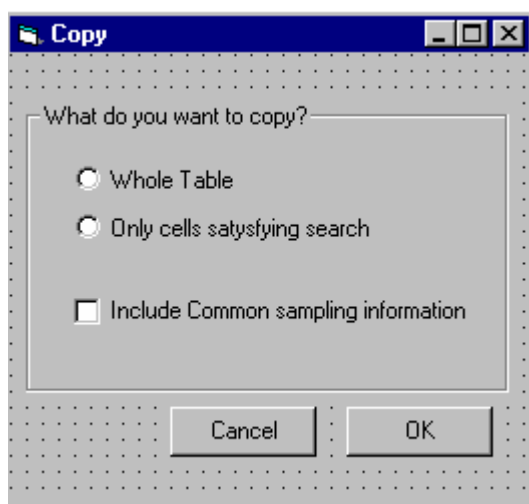 Copy
What do you want to copy?
Whole Table
Only cells satysfying search
Include Common sampling information
Cancel
OK